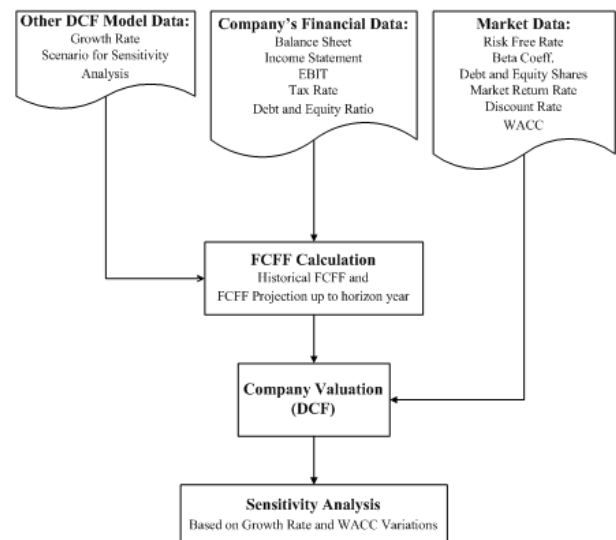 Other DCF Model Data:
Growth Rate
Scenario for Sensitivity
Analysis
Company's Financial Data:
Balance Sheet
Income Statement
EBIT
Tax Rate
Debt and Equity Ratio
Market Data:
Risk Free Rate
Beta Coeff.
Debt and Equity Shares
Market Return Rate
Discount Rate
WACC
FCFF Calculation
Historical FCFF and
FCFF Projection up to horizon year
Company Valuation
(DCF)
Sensitivity Analysis
Based on Growth Rate and WACC Variations